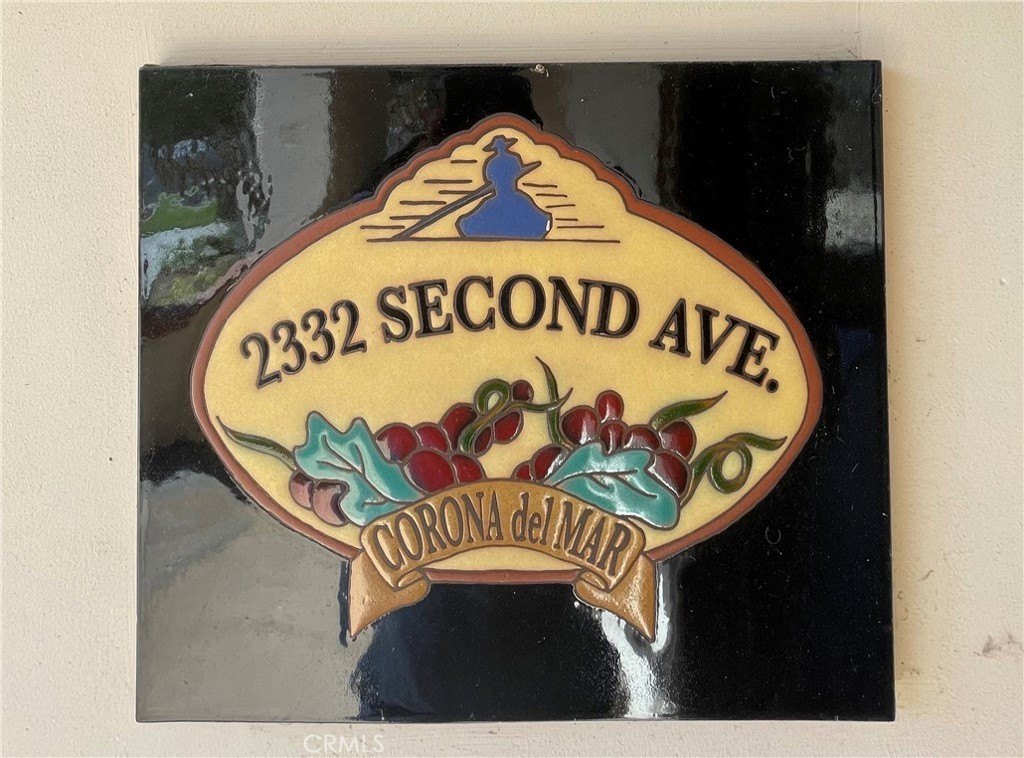 2332 SECOND AVE.
CORONA del MAR
CRMLS